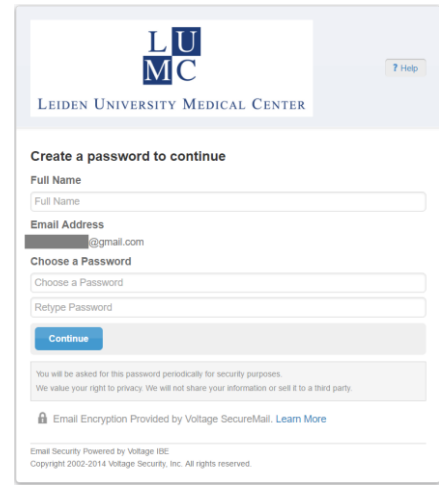 L U
M C
LEIDEN UNIVERSITY MEDICAL CENTER
? Help
Create a password to continue
Full Name
Full Name
Email Address
@gmail.com
Choose a Password
Choose a Password
Retype Password
Continue
You will be asked for this password periodically for security purposes.
We value your right to privacy. We will not share your information or sell it to a third party.
Email Encryption Provided by Voltage SecureMail. Learn More
Email Security Powered by Voltage IBE
Copyright 2002-2014 Voltage Security, Inc. All rights reserved.